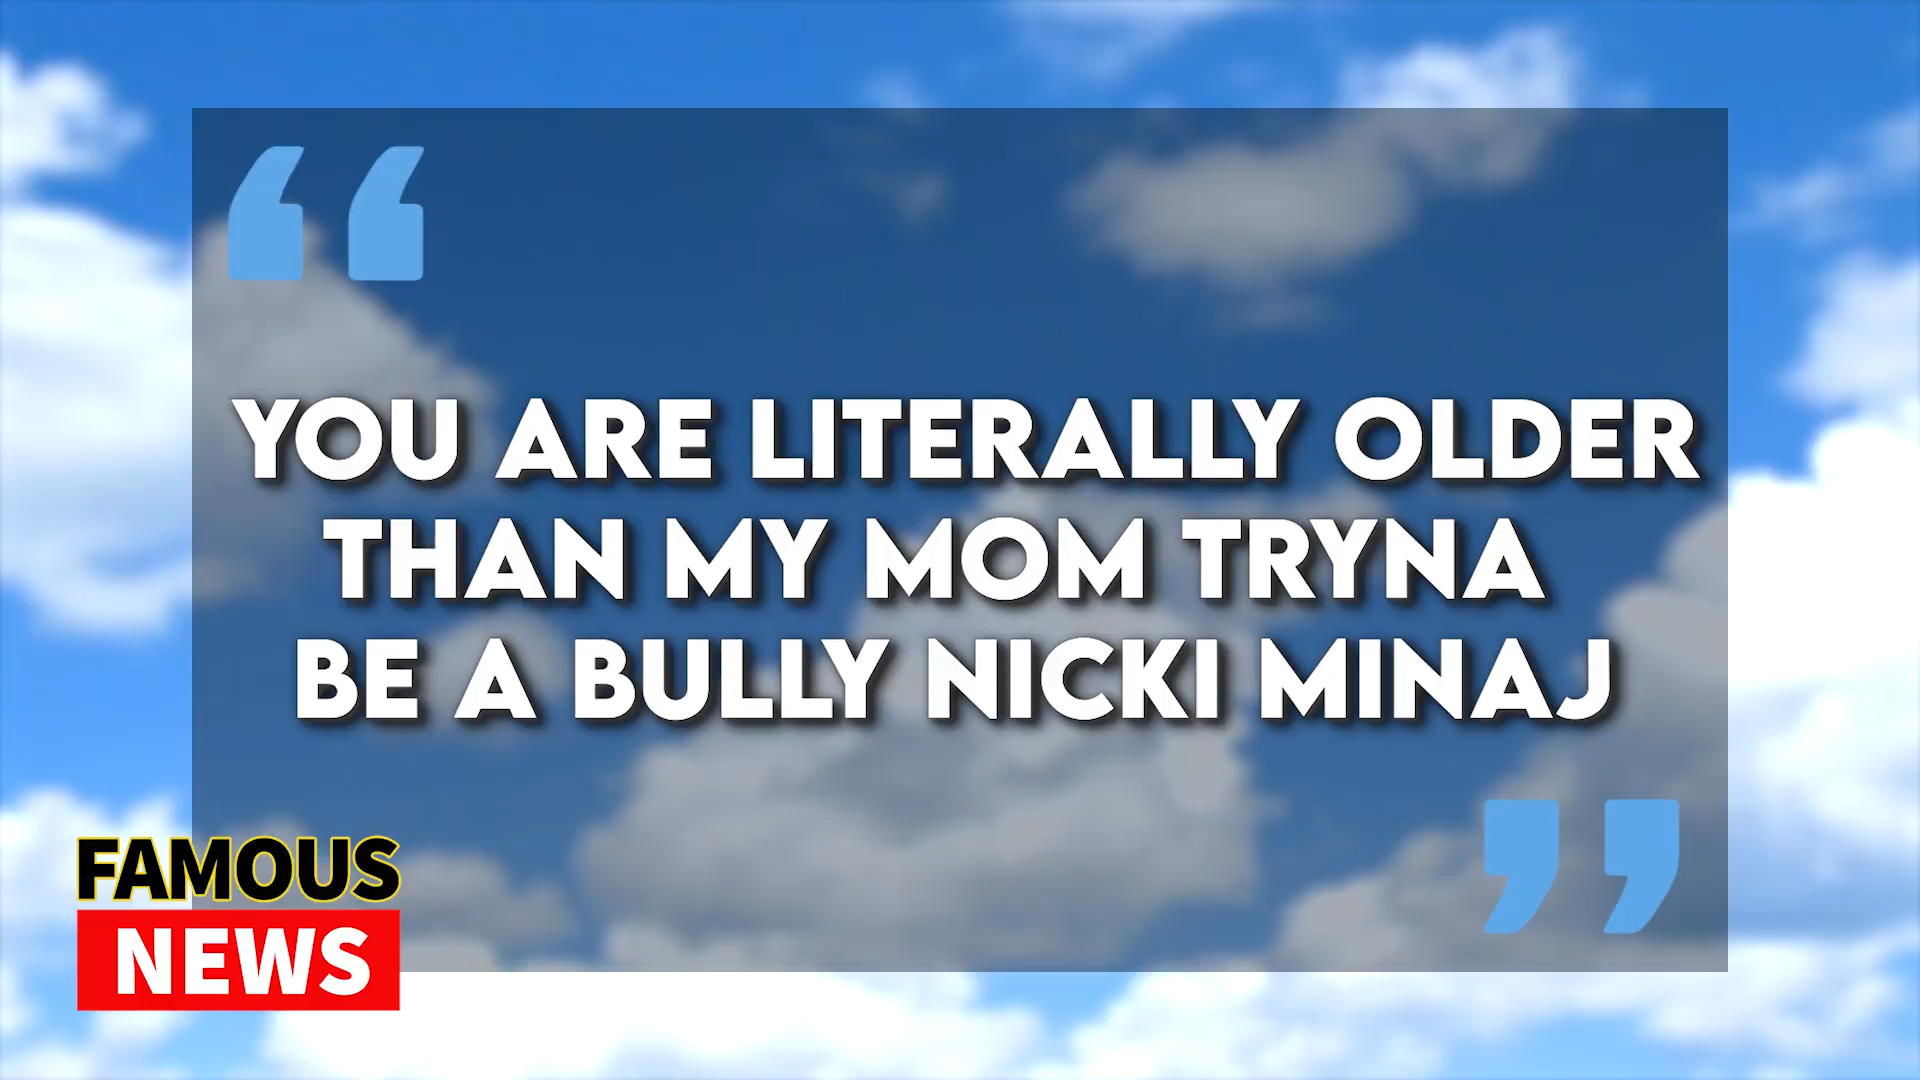 YOU ARE LITERALLY OLDER
THAN MY MOM TRYNA
BE A BULLY NICKI MINAJ
FAMOUS
NEWS